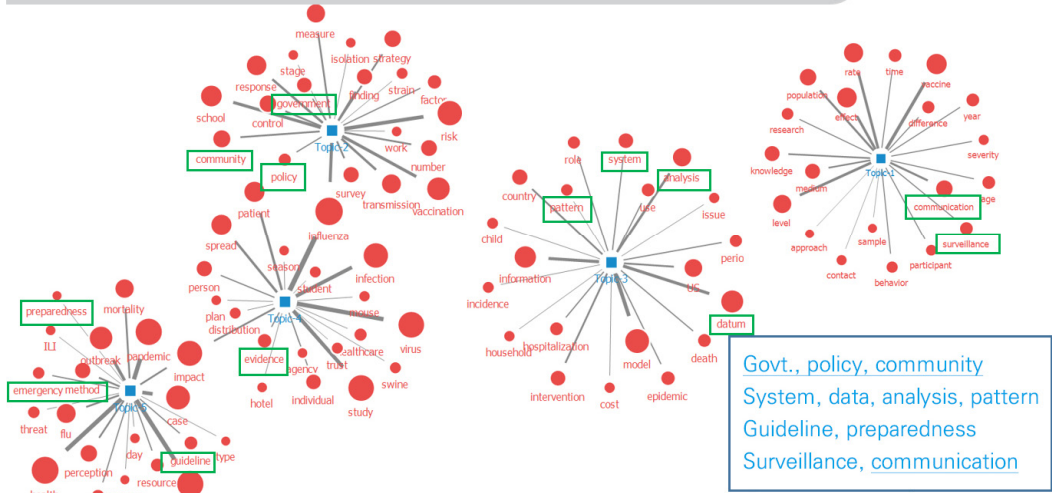 measure
isolation
strategy
stage
response
finding
strain
government
factor
school
control
risk
Topic-2
work
community
number
policy
survey
transmission
vaccination
patient
influenza
spread
season
infection
person
student
plan
mouse
distribution
Topic-4
virus
evidence
trust
swine
hotel
individual
study
preparedness
mortality
ILI
outbreak
pandemic
impact
emergency
method
Topic-5
case
threat
flu
day
guideline
type
perception
resource
role
system
analysis
country
pattern
use
issue
child
perio
information
Topic-3
US
incidence
datum
household
hospitalization
death
model
intervention
cost
epidemic
rate
time
vaccine
population
effect
difference
year
research
Topic-1
severity
knowledge
medium
communication
level
sample
surveillance
approach
contact
participant
behavior
Govt., policy, community
System, data, analysis, pattern
Guideline, preparedness
Surveillance, communication